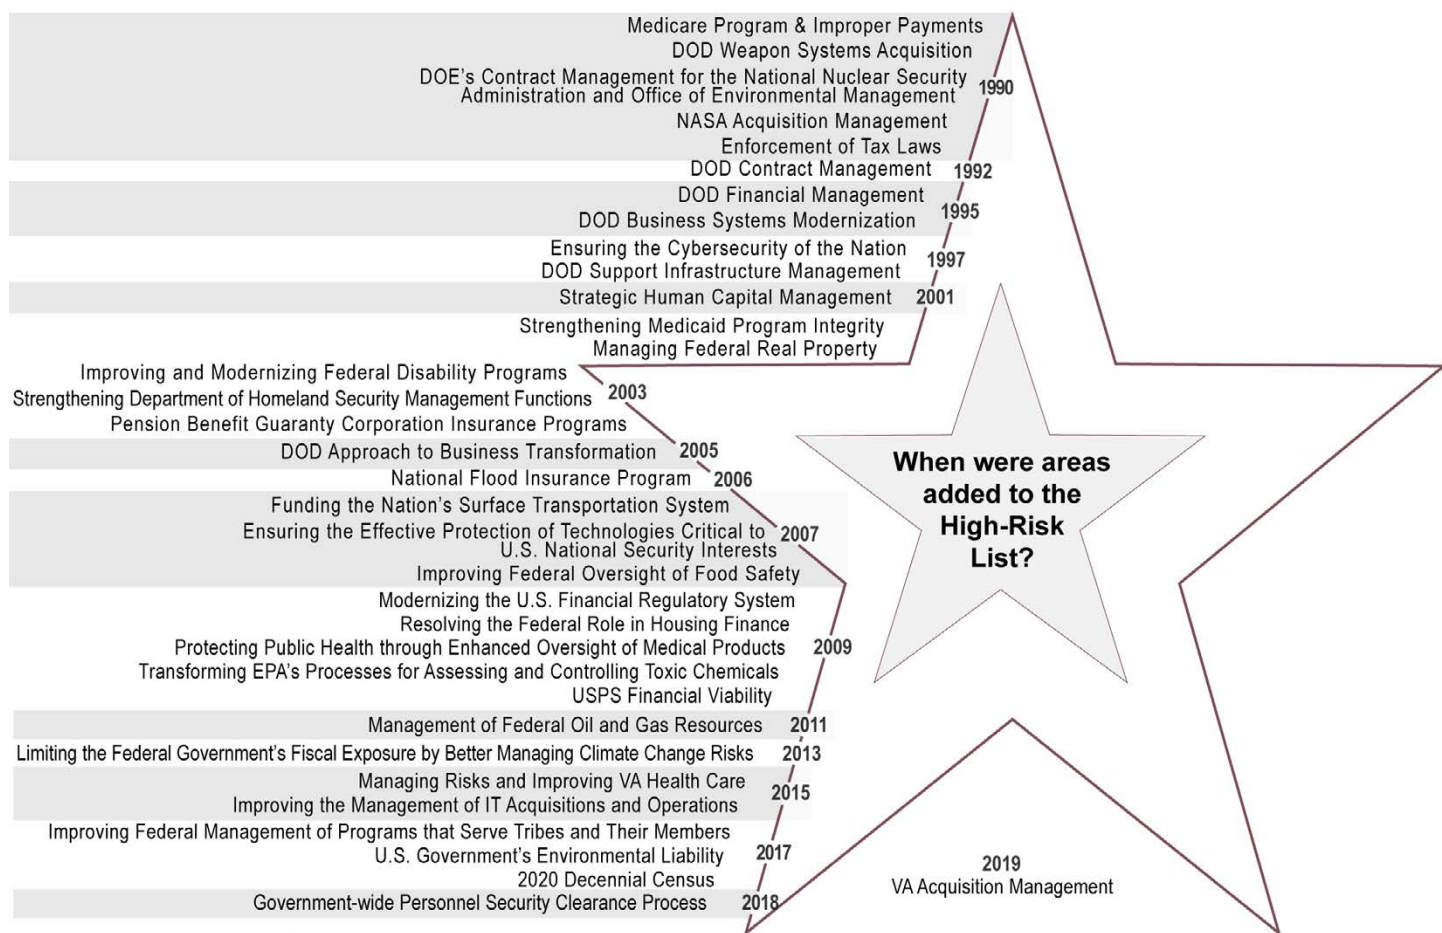 Medicare Program & Improper Payments
DOD Weapon Systems Acquisition
DOE's Contract Management for the National Nuclear Security
Administration and Office of Environmental Management
1990
NASA Acquisition Management
Enforcement of Tax Laws
DOD Contract Management
1992
DOD Financial Management
DOD Business Systems Modernization
1995
Ensuring the Cybersecurity of the Nation
DOD Support Infrastructure Management
1997
Strategic Human Capital Management
2001
Strengthening Medicaid Program Integrity
Managing Federal Real Property
Improving and Modernizing Federal Disability Programs
Strengthening Department of Homeland Security Management Functions
2003
Pension Benefit Guaranty Corporation Insurance Programs
DOD Approach to Business Transformation
2005
National Flood Insurance Program
2006
Funding the Nation's Surface Transportation System
Ensuring the Effective Protection of Technologies Critical to
U.S. National Security Interests
2007
Improving Federal Oversight of Food Safety
Modernizing the U.S. Financial Regulatory System
Resolving the Federal Role in Housing Finance
Protecting Public Health through Enhanced Oversight of Medical Products
2009
Transforming EPA's Processes for Assessing and Controlling Toxic Chemicals
USPS Financial Viability
Management of Federal Oil and Gas Resources
2011
Limiting the Federal Government's Fiscal Exposure by Better Managing Climate Change Risks
2013
Managing Risks and Improving VA Health Care
Improving the Management of IT Acquisitions and Operations
2015
Improving Federal Management of Programs that Serve Tribes and Their Members
U.S. Government's Environmental Liability
2017
2020 Decennial Census
Government-wide Personnel Security Clearance Process
2018
When were areas
added to the
High-Risk
List?
2019
VA Acquisition Management